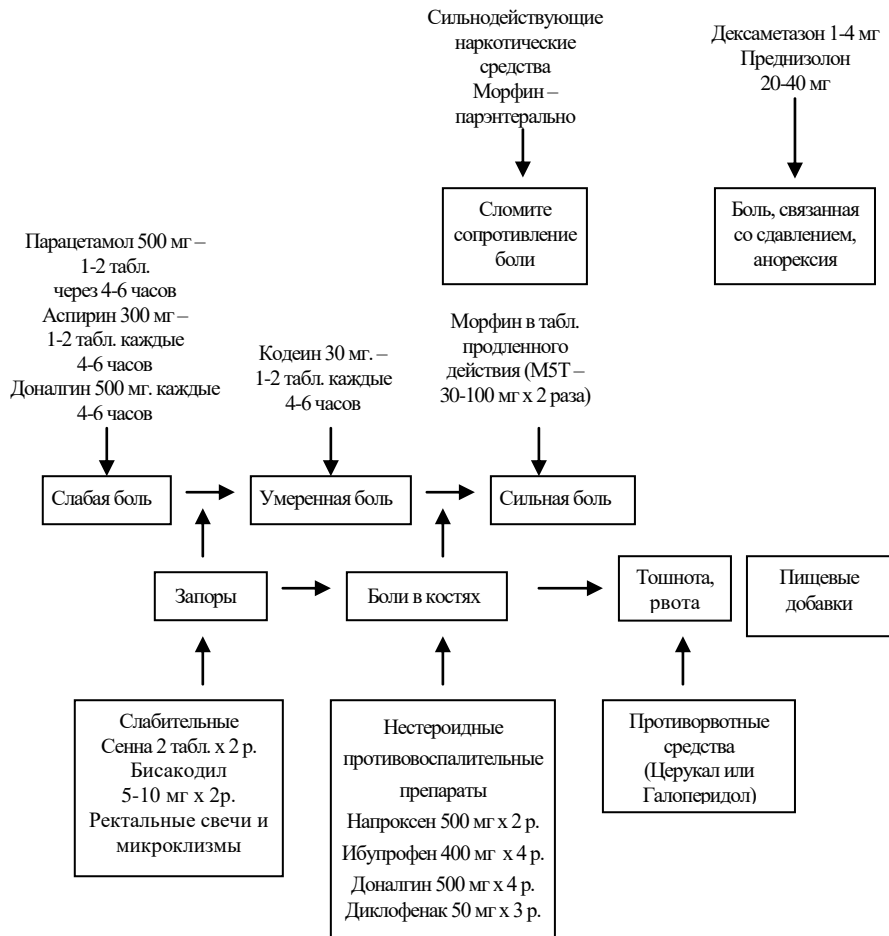 Сильнодействующие
наркотические
средства
Морфин –
парэнтерально
Дексаметазон 1-4 мг
Преднизолон
20-40 мг
Сломите
сопротивление
боли
Боль, связанная
со сдавлением,
анорексия
Парацетамол 500 мг –
1-2 табл.
через 4-6 часов
Аспирин 300 мг –
1-2 табл. каждые
4-6 часов
Доналгин 500 мг. каждые
4-6 часов
Кодеин 30 мг. –
1-2 табл. каждые
4-6 часов
Морфин в табл.
продленного
действия (М5Т –
30-100 мг х 2 раза)
Слабая боль
Умеренная боль
Сильная боль
Запоры
Боли в костях
Тошнота,
рвота
Пищевые
добавки
Слабительные
Сенна 2 табл. х 2 р.
Бисакодил
5-10 мг х 2р.
Ректальные свечи и
микроклизмы
Нестероидные
противовоспалительные
препараты
Напроксен 500 мг х 2 р.
Ибупрофен 400 мг х 4 р.
Доналгин 500 мг х 4 р.
Диклофенак 50 мг х 3 р.
Противорвотные
средства
(Церукал или
Галоперидол)